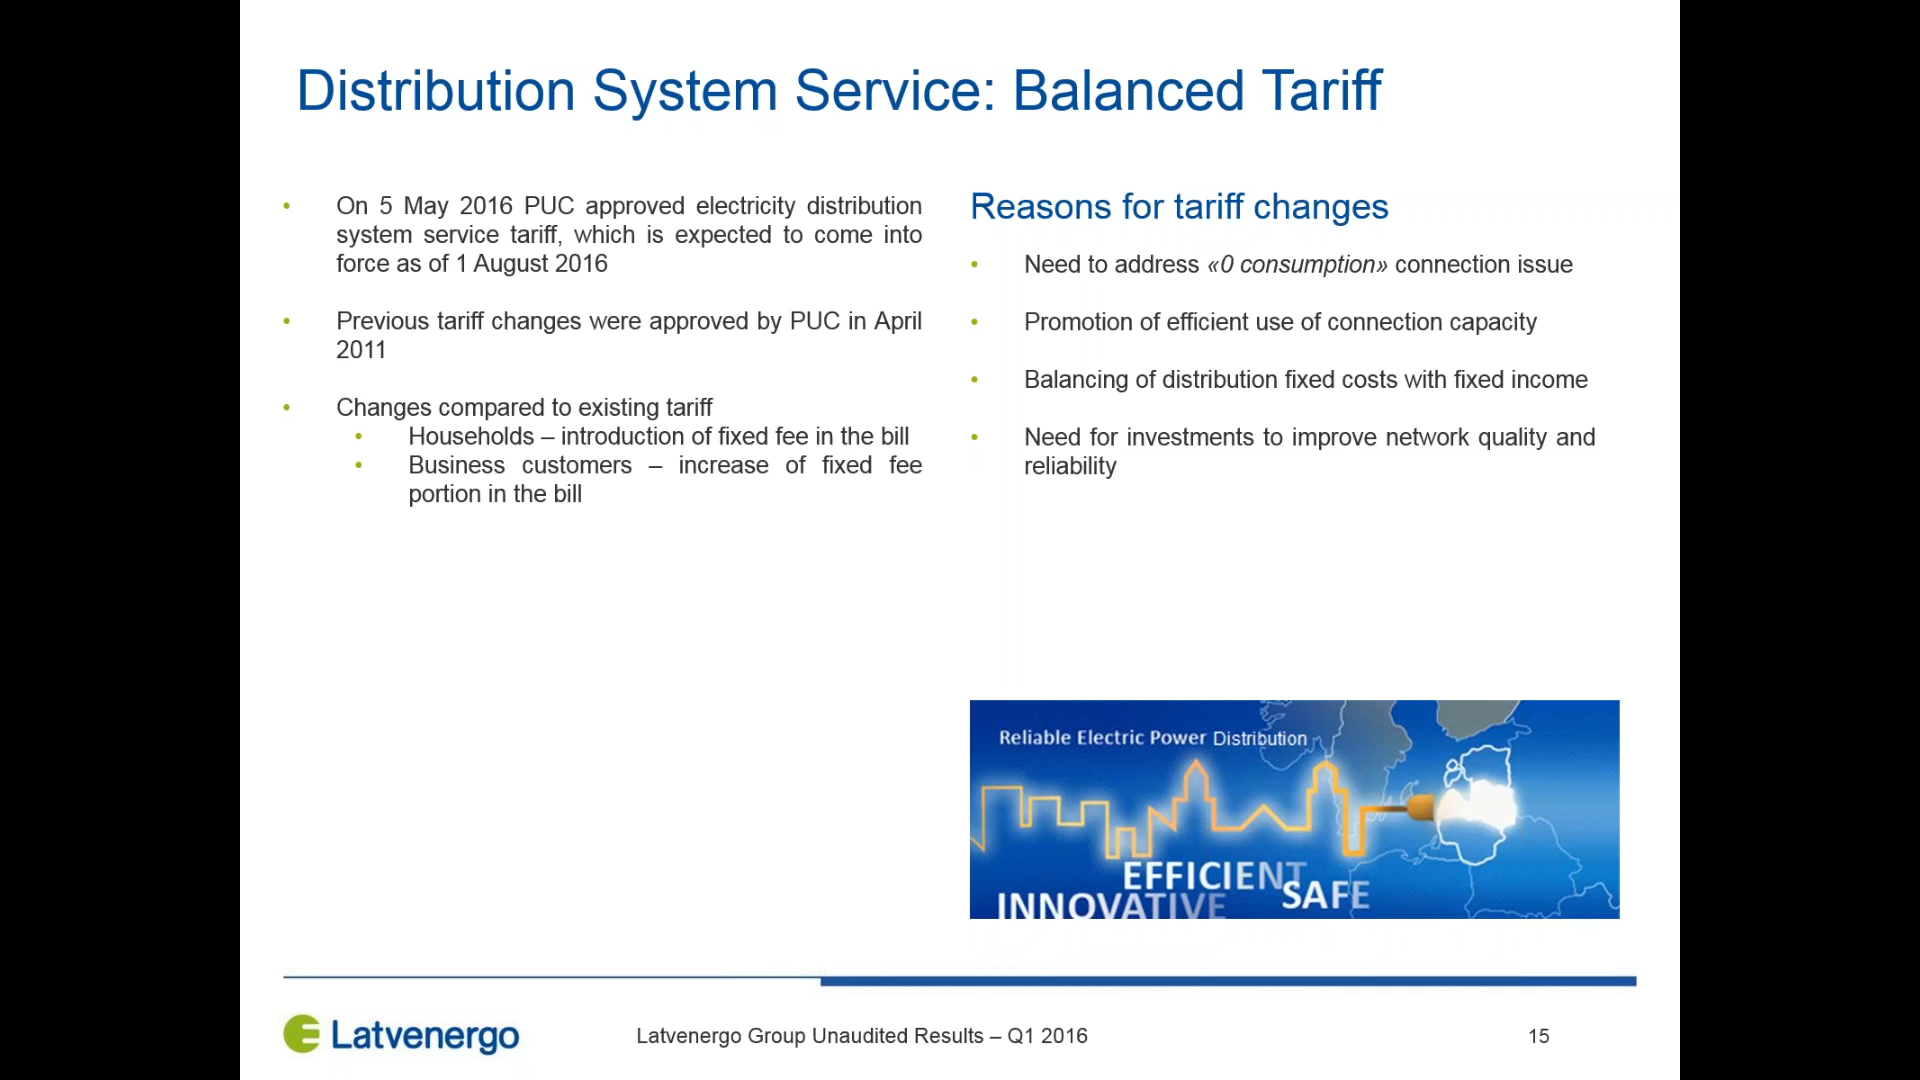 Distribution System Service: Balanced Tariff
• On 5 May 2016 PUC approved electricity distribution
system service tariff, which is expected to come into
force as of 1 August 2016
• Previous tariff changes were approved by PUC in April
2011
• Changes compared to existing tariff
• Households – introduction of fixed fee in the bill
• Business customers – increase of fixed fee
portion in the bill
Reasons for tariff changes
• Need to address «0 consumption» connection issue
• Promotion of efficient use of connection capacity
• Balancing of distribution fixed costs with fixed income
• Need for investments to improve network quality and
reliability
Reliable Electric Power Distribution
EFFICIENT
SAFE
INNOVATIVE
Latvenergo
Latvenergo Group Unaudited Results – Q1 2016
15